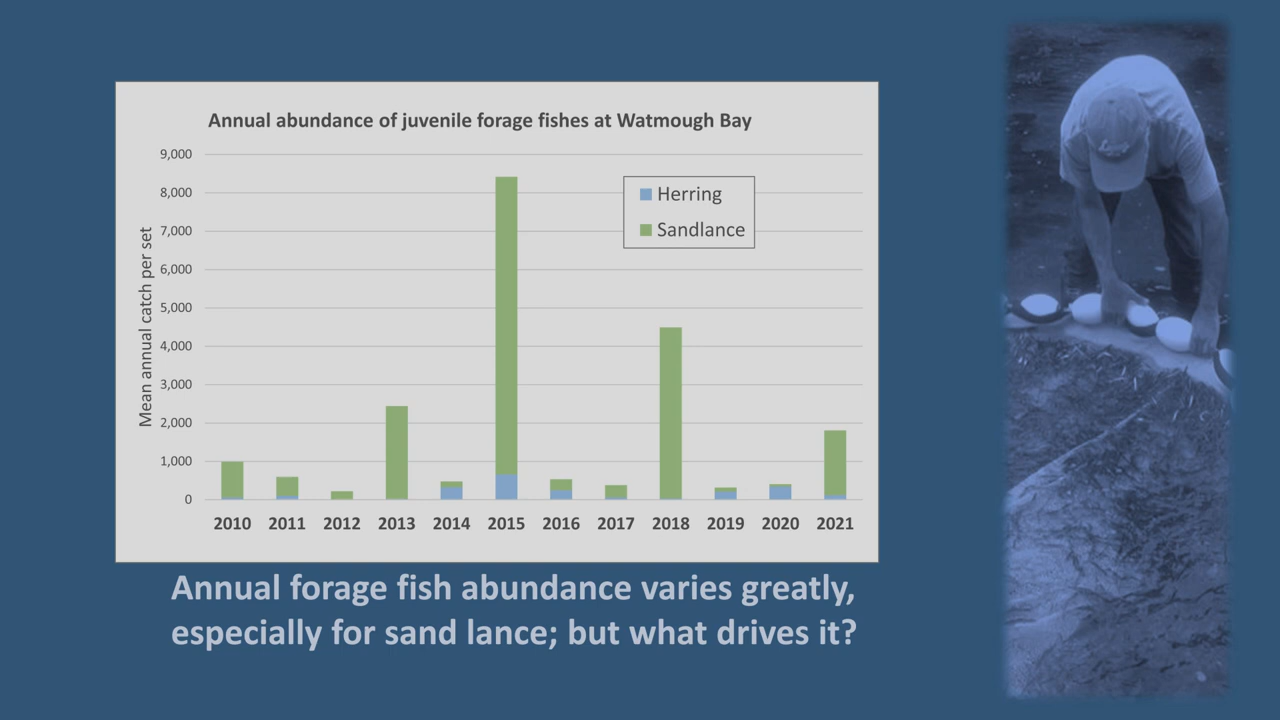 Annual abundance of juvenile forage fishes at Watmough Bay
9,000
8,000
7,000
6,000
5,000
4,000
3,000
2,000
1,000
0
Mean annual catch per set
Herring
Sandlance
2010 2011 2012 2013 2014 2015 2016 2017 2018 2019 2020 2021
Annual forage fish abundance varies greatly,
especially for sand lance; but what drives it?